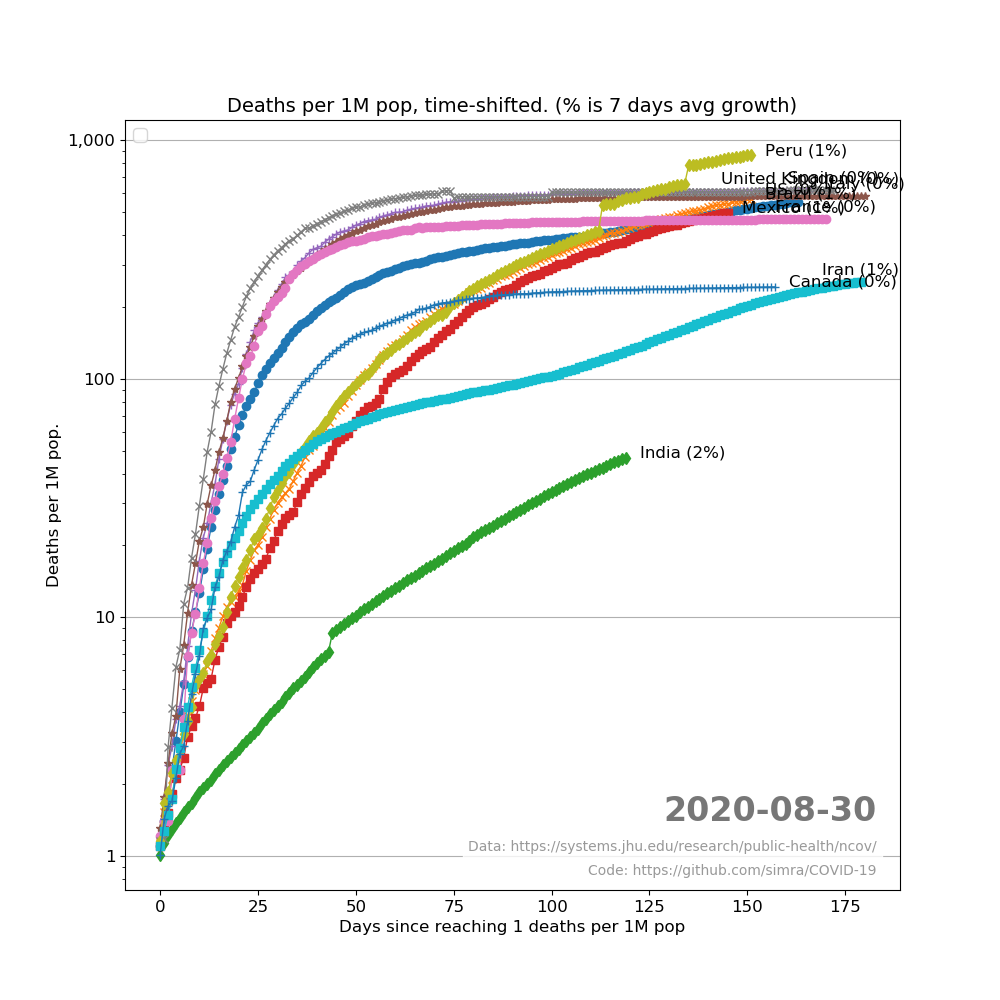 Deaths per 1M pop, time-shifted. (% is 7 days avg growth)
1,000
100
10
1
Deaths per 1M pop.
Peru (1%)
Iran (1%)
Canada (0%)
India (2%)
2020-08-30
Data: https://systems.jhu.edu/research/public-health/ncov/
Code: https://github.com/simra/COVID-19
0 25 50 75 100 125 150 175
Days since reaching 1 deaths per 1M pop